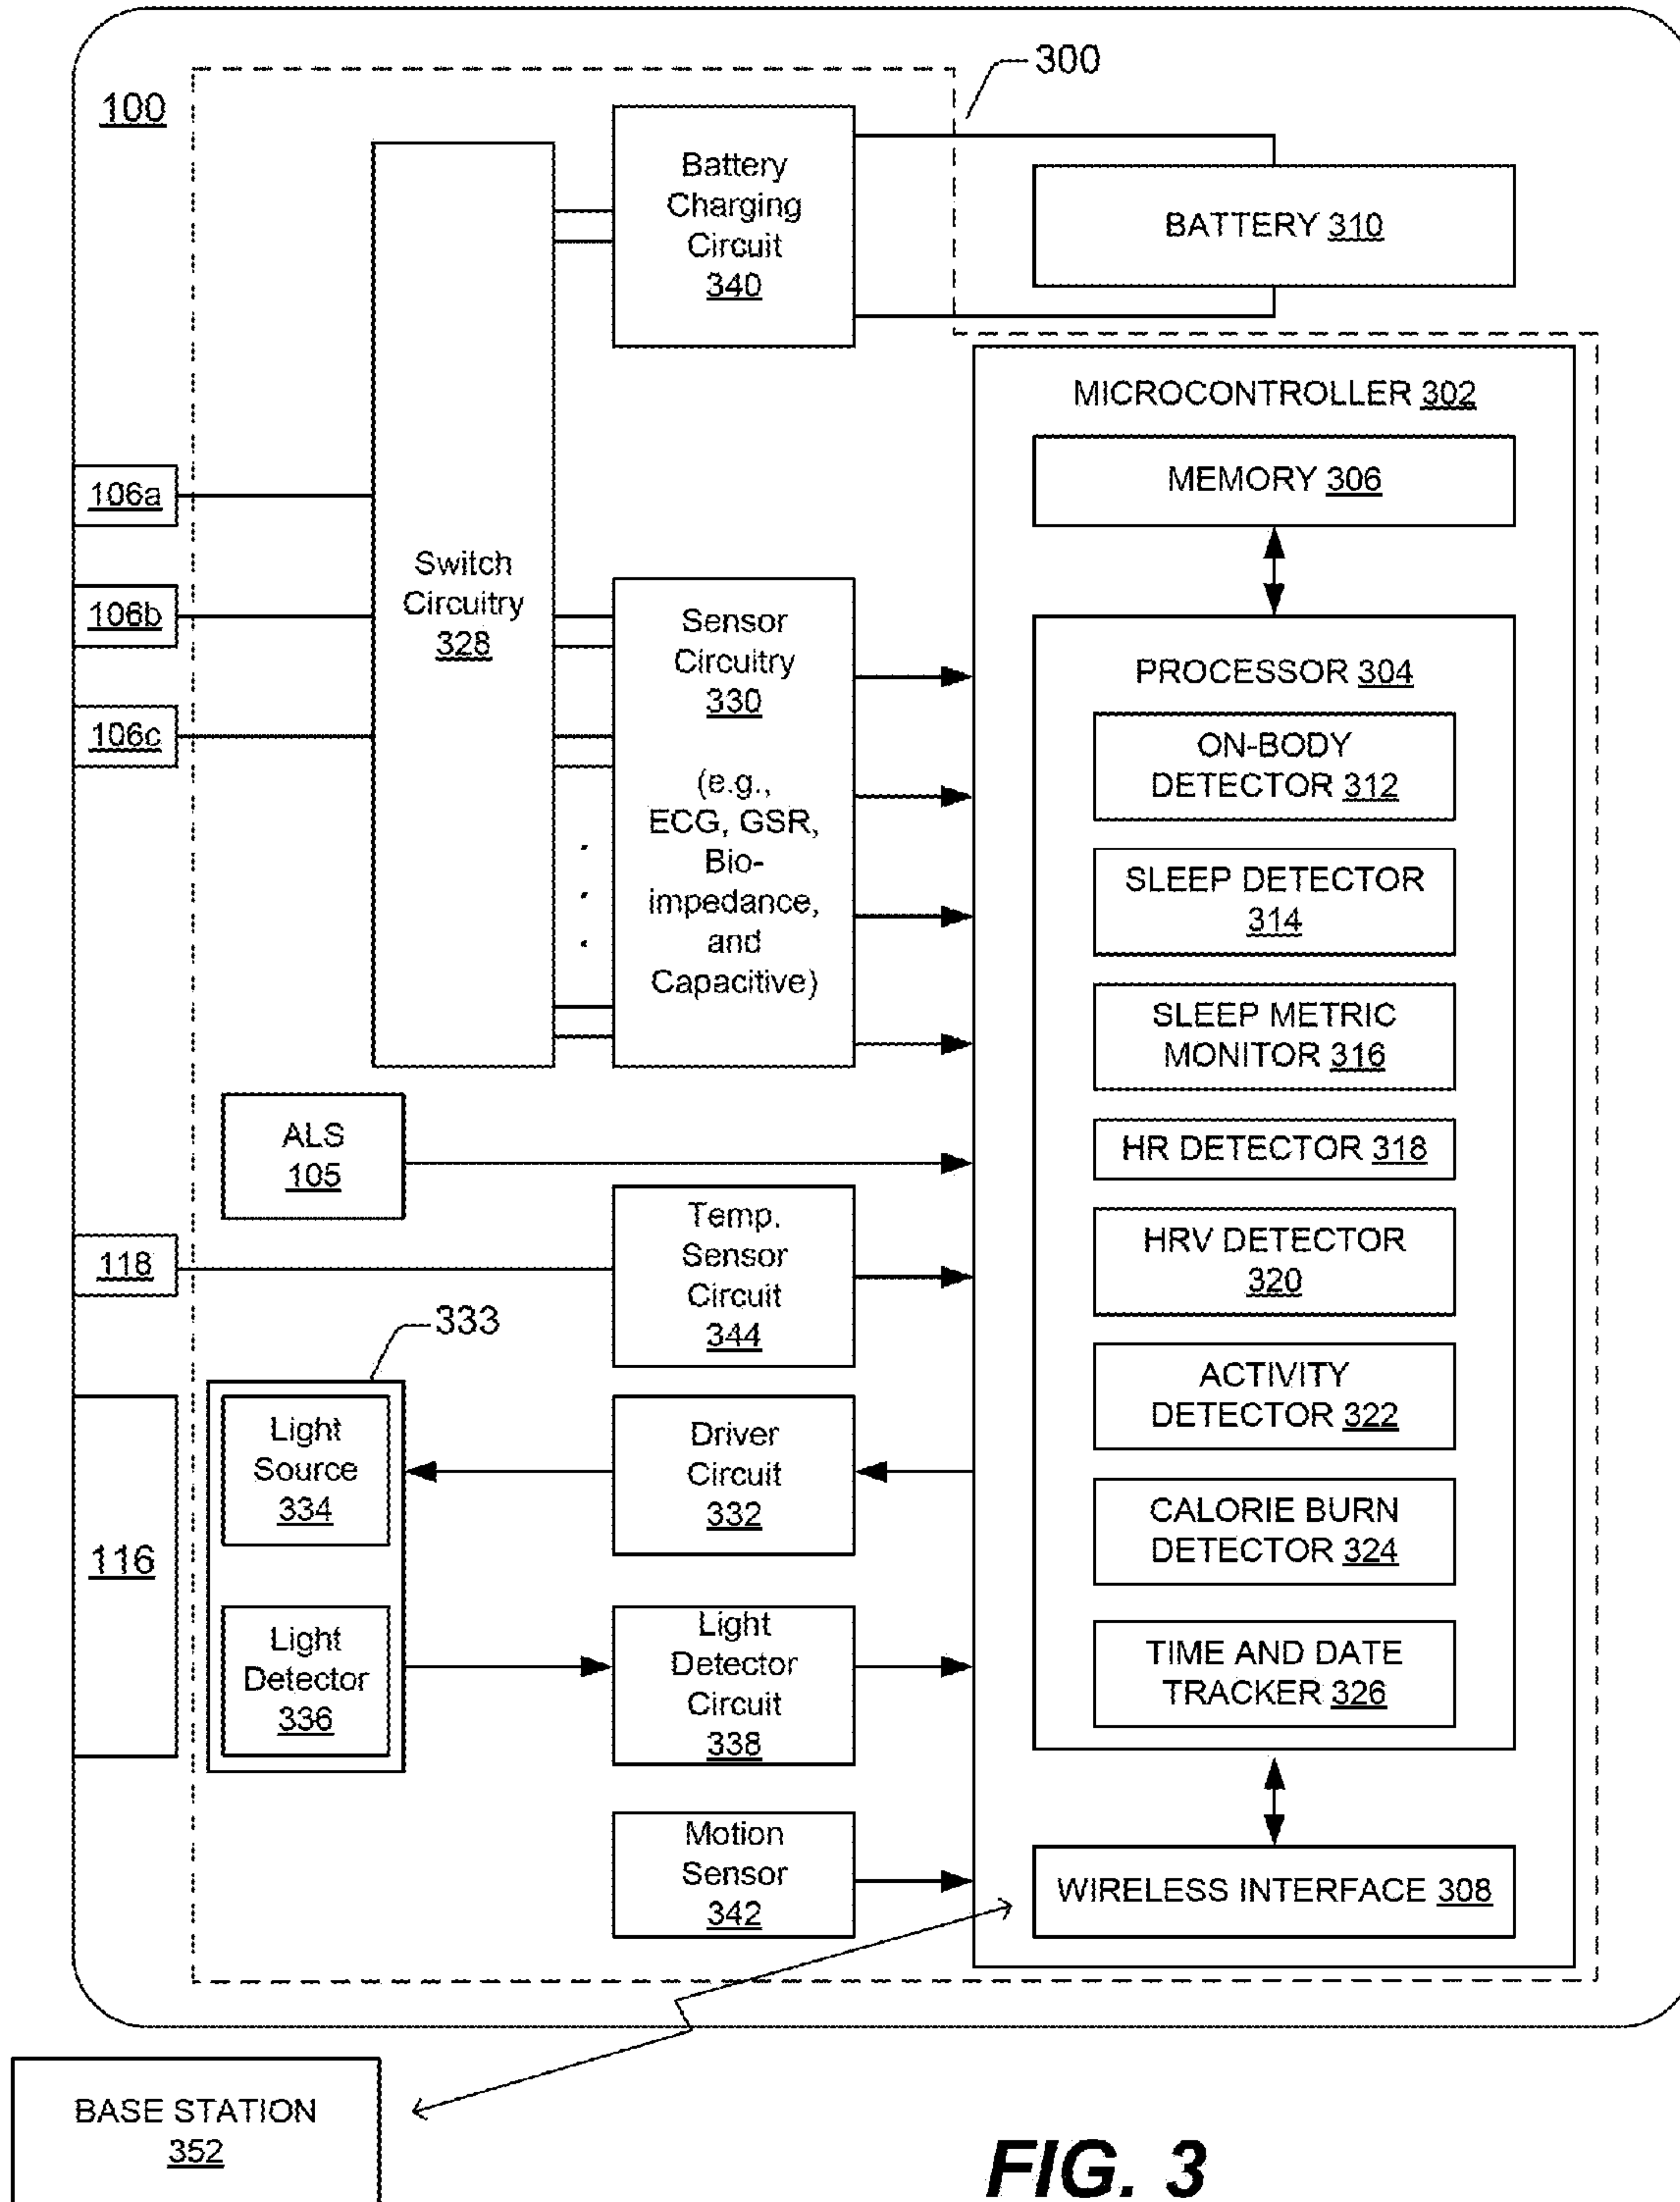 300
100
Battery
Charging
Circuit
340
BATTERY 310
MICROCONTROLLER 302
MEMORY 306
106a
106b
106c
Switch
Circuitry
328
Sensor
Circuitry
330
(e.g.,
ECG, GSR,
Bio-
impedance,
and
Capacitive)
PROCESSOR 304
ON-BODY
DETECTOR 312
SLEEP DETECTOR
314
SLEEP METRIC
MONITOR 316
HR DETECTOR 318
HRV DETECTOR
320
ACTIVITY
DETECTOR 322
CALORIE BURN
DETECTOR 324
TIME AND DATE
TRACKER 326
ALS
105
118
Temp.
Sensor
Circuit
344
333
116
Light
Source
334
Driver
Circuit
332
Light
Detector
336
Light
Detector
Circuit
338
Motion
Sensor
342
WIRELESS INTERFACE 308
BASE STATION
352
FIG. 3